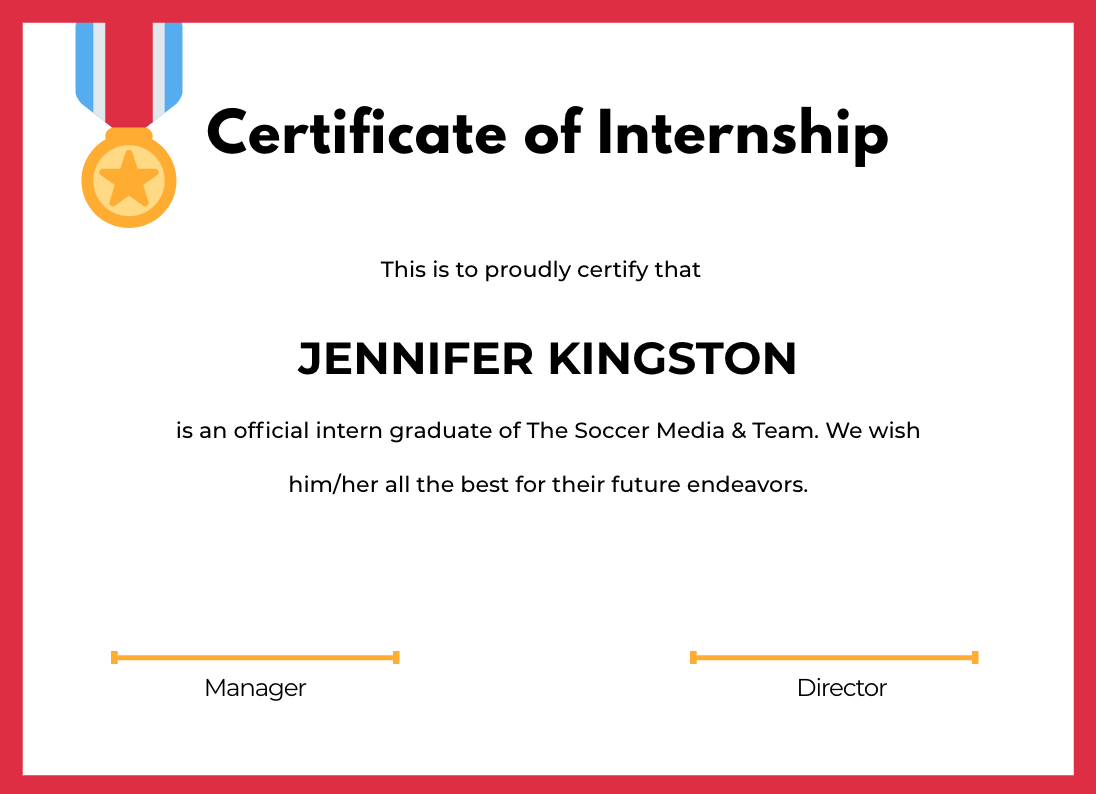 Certificate of Internship
This is to proudly certify that
JENNIFER KINGSTON
is an official intern graduate of The Soccer Media & Team. We wish
him/her all the best for their future endeavors.
Manager
Director